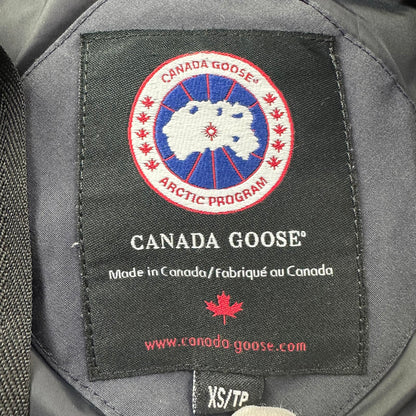 CANADA GOOSE®
ARCTIC PROGRAM
CANADA GOOSE®
Made in Canada/Fabriqué au Canada
www.canada-goose.com
XS/TP